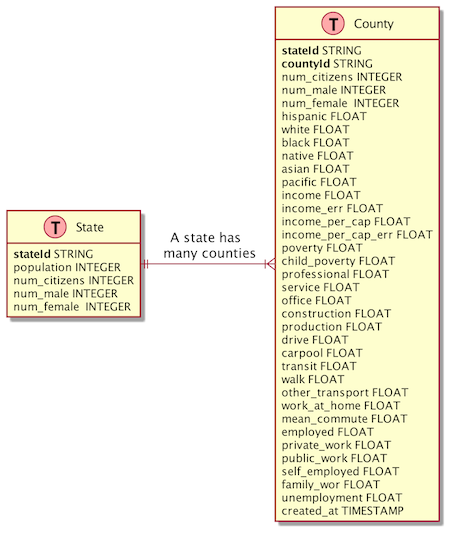 T State
stateId STRING
population INTEGER
num_citizens INTEGER
num_male INTEGER
num_female INTEGER
A state has
many counties
T County
stateId STRING
countyId STRING
num_citizens INTEGER
num_male INTEGER
num_female INTEGER
hispanic FLOAT
white FLOAT
black FLOAT
native FLOAT
asian FLOAT
pacific FLOAT
income FLOAT
income_err FLOAT
income_per_cap FLOAT
income_per_cap_err FLOAT
poverty FLOAT
child_poverty FLOAT
professional FLOAT
service FLOAT
office FLOAT
construction FLOAT
production FLOAT
drive FLOAT
carpool FLOAT
transit FLOAT
walk FLOAT
other_transport FLOAT
work_at_home FLOAT
mean_commute FLOAT
employed FLOAT
private_work FLOAT
public_work FLOAT
self_employed FLOAT
family_wor FLOAT
unemployment FLOAT
created_at TIMESTAMP